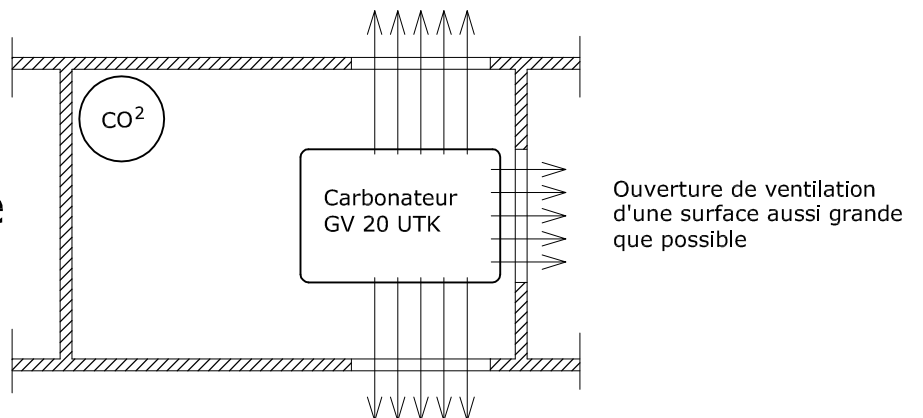 CO²
Carbonateur
GV 20 UTK
Ouverture de ventilation
d'une surface aussi grande
que possible